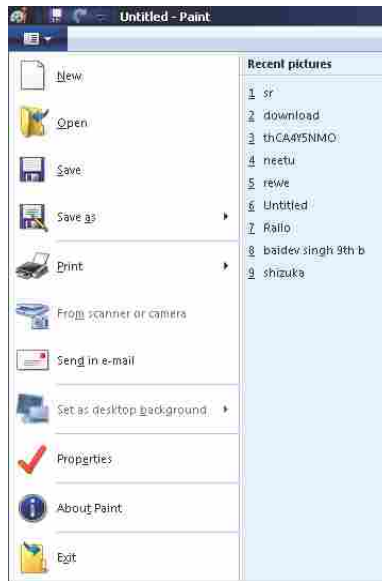 Untitled - Paint
New
Open
Save
Save as
Print
From scanner or camera
Send in e-mail
Set as desktop background
Properties
About Paint
Exit
Recent pictures
1 sr
2 download
3 thCA4Y5NMO
4 neetu
5 rewe
6 Untitled
7 Rallo
8 baldev singh 9th b
9 shizuka